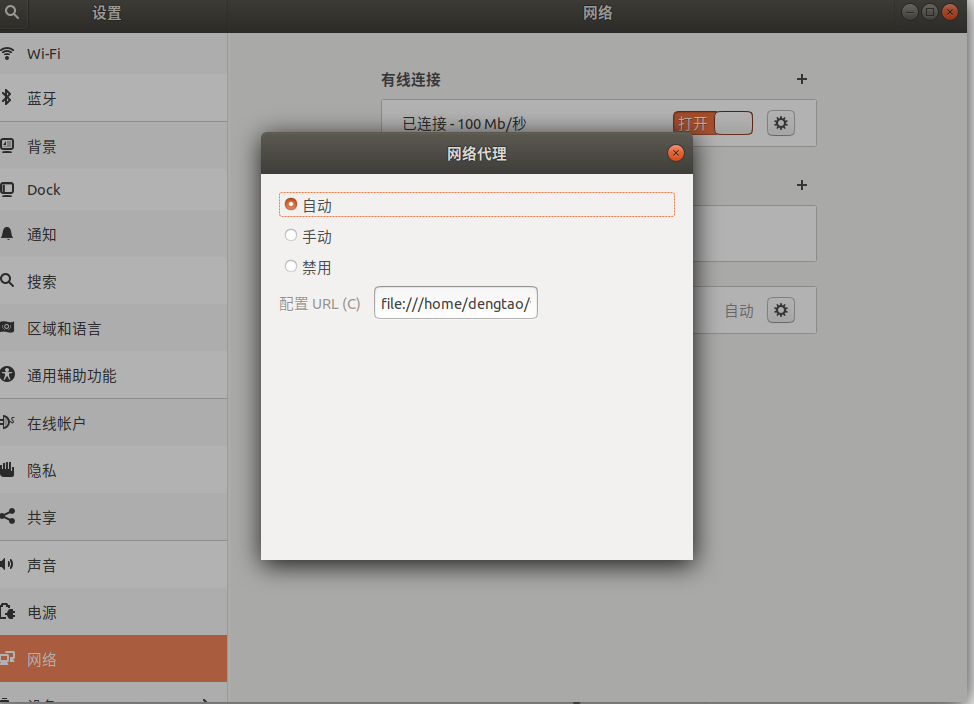 设置
网络
Wi-Fi
蓝牙
背景
Dock
通知
搜索
区域和语言
通用辅助功能
在线帐户
隐私
共享
声音
电源
网络
有线连接
已连接 - 100 Mb/秒
打开
自动
网络代理
自动
手动
禁用
配置 URL (C)
file:///home/dengtao/